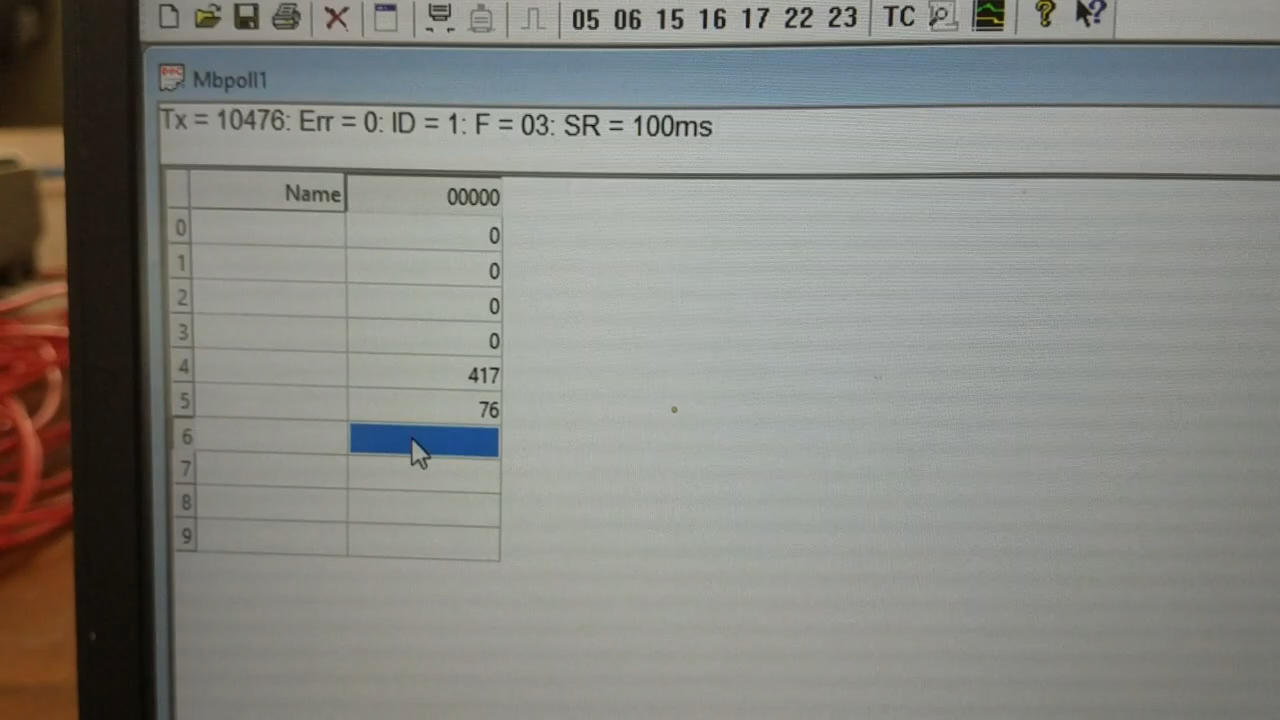 05 06 15 16 17 22 23 TC
Mbpoll1
Tx = 10476: Err = 0: ID = 1: F = 03: SR = 100ms
Name 00000
0 0
1 0
2 0
3 0
4 417
5 76
6
7
8
9